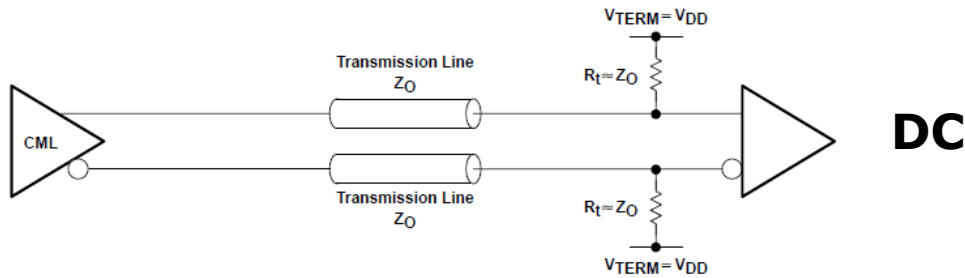 VTERM = VDD
Transmission Line
ZO
Rt≈ZO
CML
DC
Transmission Line
ZO
Rt≈ZO
VTERM = VDD